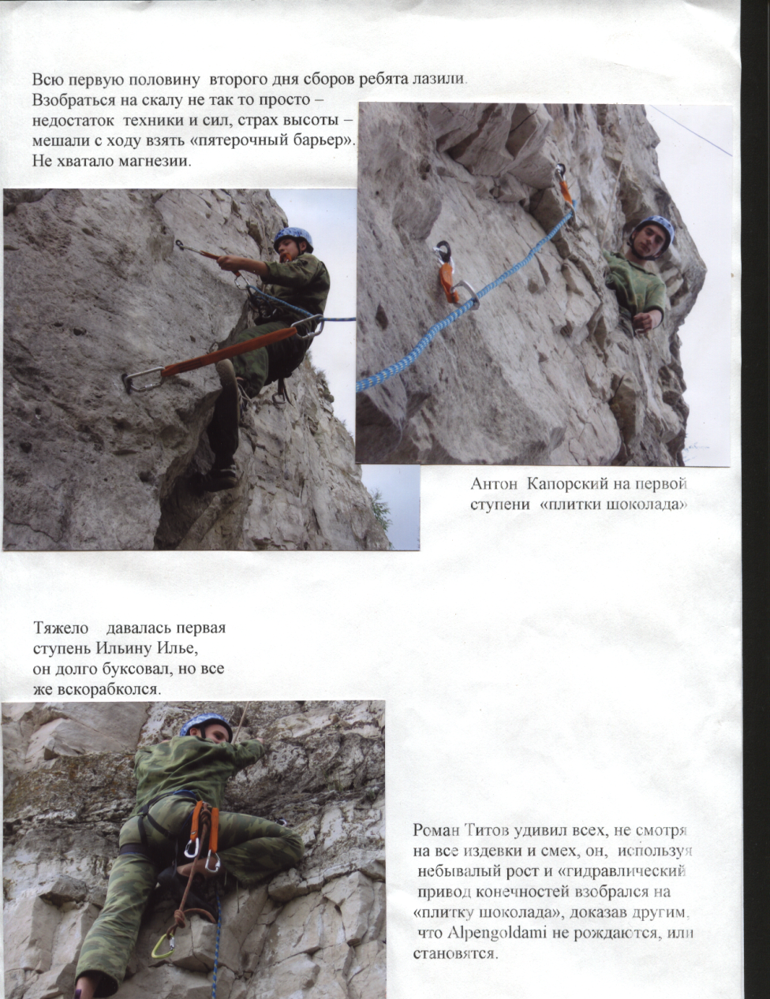 Всю первую половину второго дня сборов ребята лазили.
Взобраться на скалу не так то просто –
недостаток техники и сил, страх высоты –
мешали с ходу взять «пятерочный барьер».
Не хватало магнезии.
Антон Капорский на первой
ступени «плитки шоколада»
Тяжело давалась первая
ступень Ильину Илье,
он долго буксовал, но все
же вскорабколся.
Роман Титов удивил всех, не смотря
на все издевки и смех, он, используя
небывалый рост и «гидравлический
привод конечностей взобрался на
«плитку шоколада», доказав другим,
что Alpengoldami не рождаются, или
становятся.